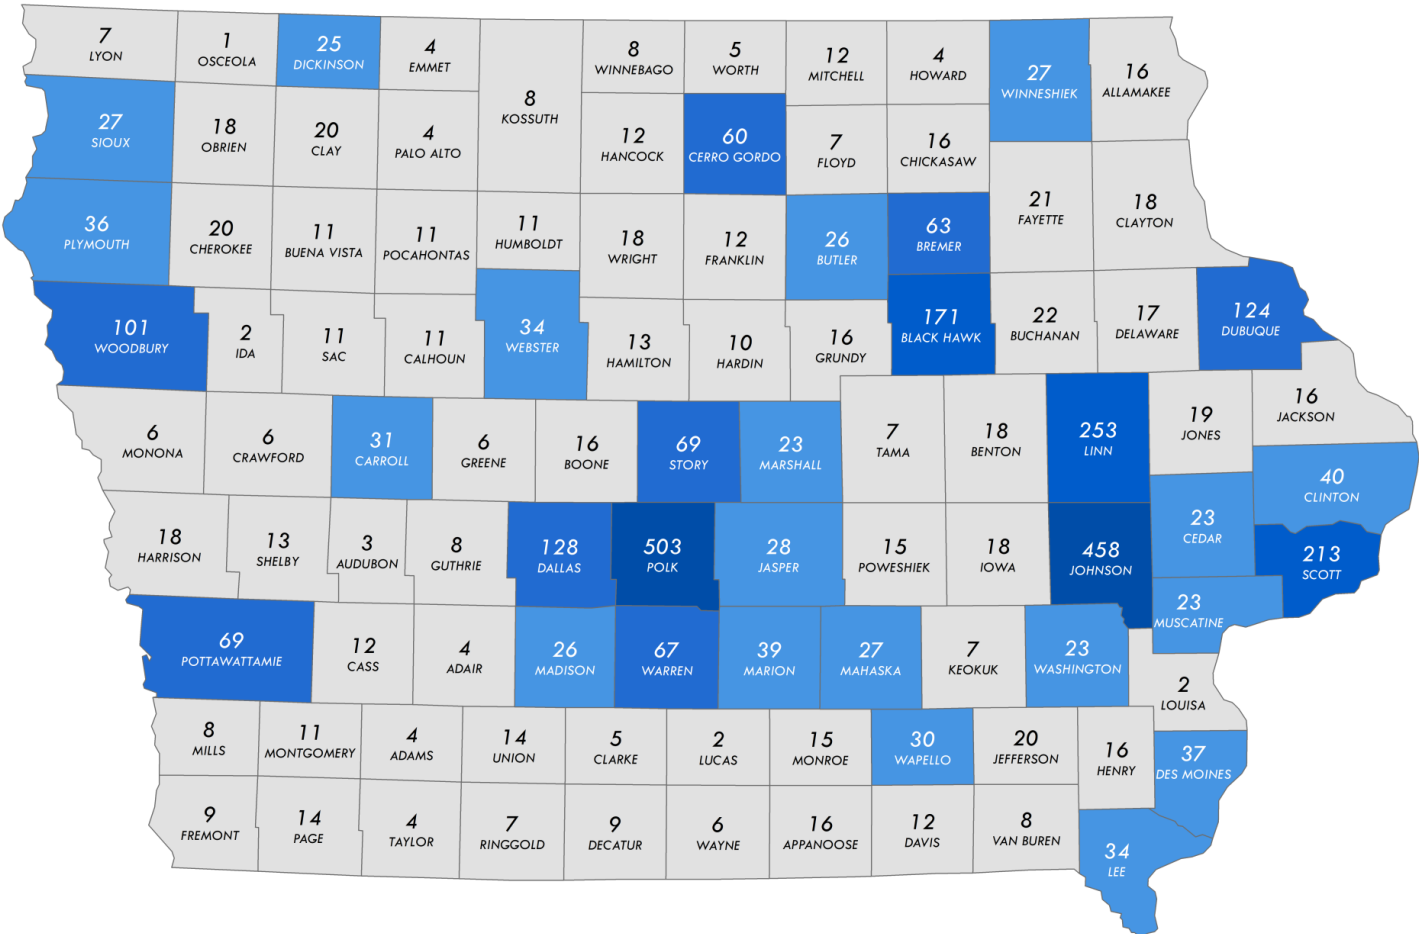 7
LYON
1
OSCEOLA
25
DICKINSON
4
EMMET
8
KOSSUTH
8
WINNEBAGO
5
WORTH
12
MITCHELL
4
HOWARD
27
WINNESHIEK
16
ALLAMAKEE
27
SIOUX
18
OBRIEN
20
CLAY
4
PALO ALTO
12
HANCOCK
60
CERRO GORDO
7
FLOYD
16
CHICKASAW
21
FAYETTE
18
CLAYTON
36
PLYMOUTH
20
CHEROKEE
11
BUENA VISTA
11
POCAHONTAS
11
HUMBOLDT
18
WRIGHT
12
FRANKLIN
26
BUTLER
63
BREMER
101
WOODBURY
2
IDA
11
SAC
11
CALHOUN
34
WEBSTER
13
HAMILTON
10
HARDIN
16
GRUNDY
171
BLACK HAWK
22
BUCHANAN
17
DELAWARE
124
DUBUQUE
6
MONONA
6
CRAWFORD
31
CARROLL
6
GREENE
16
BOONE
69
STORY
23
MARSHALL
7
TAMA
18
BENTON
253
LINN
19
JONES
16
JACKSON
40
CLINTON
18
HARRISON
13
SHELBY
3
AUDUBON
8
GUTHRIE
128
DALLAS
503
POLK
28
JASPER
15
POWESHIEK
18
IOWA
458
JOHNSON
23
CEDAR
213
SCOTT
23
MUSCATINE
69
POTTAWATTAMIE
12
CASS
4
ADAIR
26
MADISON
67
WARREN
39
MARION
27
MAHASKA
7
KEOKUK
23
WASHINGTON
2
LOUISA
8
MILLS
11
MONTGOMERY
4
ADAMS
14
UNION
5
CLARKE
2
LUCAS
15
MONROE
30
WAPELLO
20
JEFFERSON
16
HENRY
37
DES MOINES
9
FREMONT
14
PAGE
4
TAYLOR
7
RINGGOLD
9
DECATUR
6
WAYNE
16
APPANOOSE
12
DAVIS
8
VAN BUREN
34
LEE